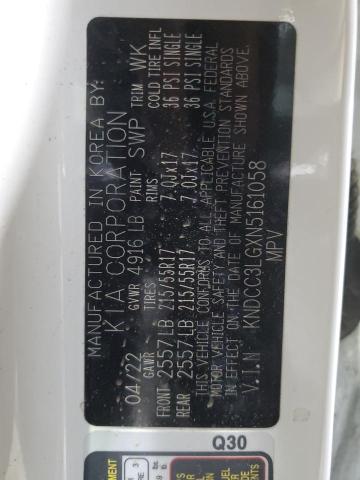 MANUFACTURED IN KOREA BY:
KIA CORPORATION
04/22 GVWR 4916 LB PAINT SWP TRIM WK
GAWR TIRES RIMS COLD TIRE INFL
FRONT 2557 LB 215/55R17 7.0Jx17 36 PSI SINGLE
REAR 2557 LB 215/55R17 7.0Jx17 36 PSI SINGLE
THIS VEHICLE CONFORMS TO ALL APPLICABLE U.S.A. FEDERAL
MOTOR VEHICLE SAFETY AND THEFT PREVENTION STANDARDS
IN EFFECT ON THE DATE OF MANUFACTURE SHOWN ABOVE.
V.I.N KNDCC3LGXN5161058
MPV
Q30